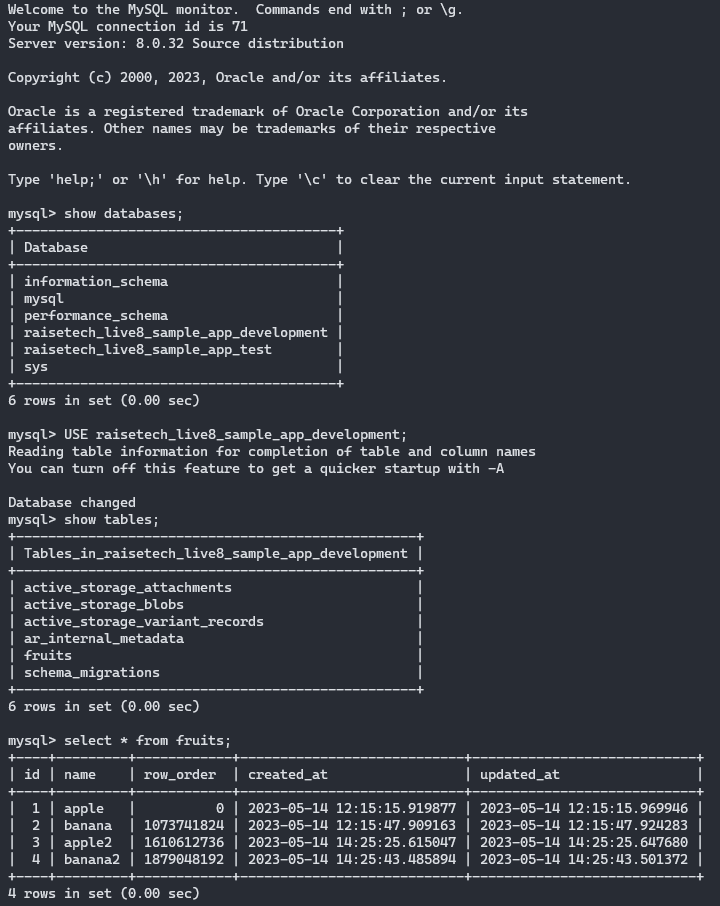 Welcome to the MySQL monitor.  Commands end with ; or \g.
Your MySQL connection id is 71
Server version: 8.0.32 Source distribution

Copyright (c) 2000, 2023, Oracle and/or its affiliates.

Oracle is a registered trademark of Oracle Corporation and/or its
affiliates. Other names may be trademarks of their respective
owners.

Type 'help;' or '\h' for help. Type '\c' to clear the current input statement.

mysql> show databases;
+----------------------------------------+
| Database                               |
+----------------------------------------+
| information_schema                     |
| mysql                                  |
| performance_schema                     |
| raisetech_live8_sample_app_development |
| raisetech_live8_sample_app_test        |
| sys                                    |
+----------------------------------------+
6 rows in set (0.00 sec)

mysql> USE raisetech_live8_sample_app_development;
Reading table information for completion of table and column names
You can turn off this feature to get a quicker startup with -A

Database changed
mysql> show tables;
+--------------------------------------------------+
| Tables_in_raisetech_live8_sample_app_development |
+--------------------------------------------------+
| active_storage_attachments                       |
| active_storage_blobs                             |
| active_storage_variant_records                   |
| ar_internal_metadata                             |
| fruits                                           |
| schema_migrations                                |
+--------------------------------------------------+
6 rows in set (0.00 sec)

mysql> select * from fruits;
+----+---------+------------+----------------------------+----------------------------+
| id | name    | row_order  | created_at                 | updated_at                 |
+----+---------+------------+----------------------------+----------------------------+
|  1 | apple   |          0 | 2023-05-14 12:15:15.919877 | 2023-05-14 12:15:15.969946 |
|  2 | banana  | 1073741824 | 2023-05-14 12:15:47.909163 | 2023-05-14 12:15:47.924283 |
|  3 | apple2  | 1610612736 | 2023-05-14 14:25:25.615047 | 2023-05-14 14:25:25.647680 |
|  4 | banana2 | 1879048192 | 2023-05-14 14:25:43.485894 | 2023-05-14 14:25:43.501372 |
+----+---------+------------+----------------------------+----------------------------+
4 rows in set (0.00 sec)